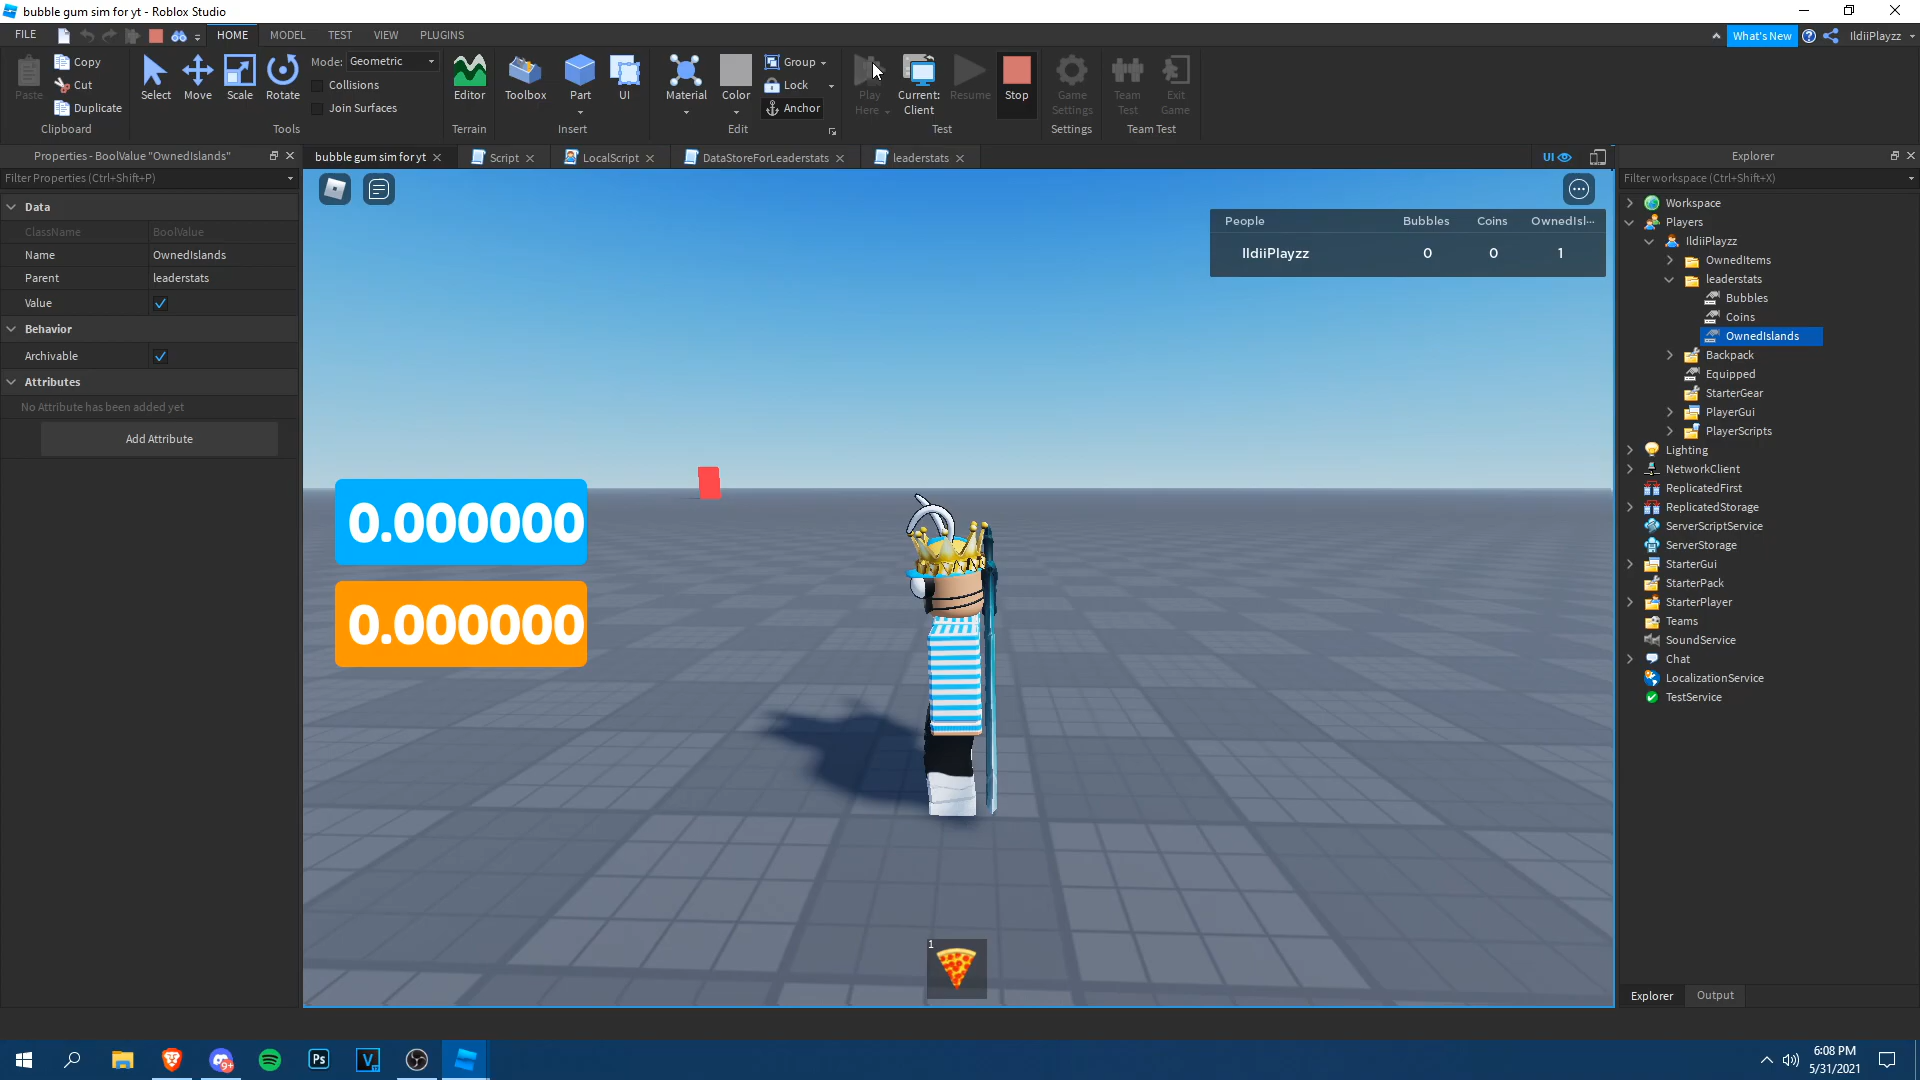 bubble gum sim for yt - Roblox Studio
FILE
HOME
MODEL
TEST
VIEW
PLUGINS
What's New
IldiiPlayzz
Paste
Copy
Cut
Duplicate
Clipboard
Select
Move
Scale
Rotate
Mode: Geometric
Collisions
Join Surfaces
Tools
Editor
Terrain
Toolbox
Part
UI
Insert
Material
Color
Group
Lock
Anchor
Edit
Play
Here
Current:
Client
Resume
Stop
Test
Game
Settings
Settings
Team
Test
Exit
Game
Team Test
Properties - BoolValue "OwnedIslands"
Filter Properties (Ctrl+Shift+P)
Data
ClassName BoolValue
Name OwnedIslands
Parent leaderstats
Value
Behavior
Archivable
Attributes
No Attribute has been added yet
Add Attribute
bubble gum sim for yt
Script
LocalScript
DataStoreForLeaderstats
leaderstats
UI
People Bubbles Coins OwnedIsl...
IldiiPlayzz 0 0 1
0.000000
0.000000
1
Explorer
Filter workspace (Ctrl+Shift+X)
Workspace
Players
IldiiPlayzz
OwnedItems
leaderstats
Bubbles
Coins
OwnedIslands
Backpack
Equipped
StarterGear
PlayerGui
PlayerScripts
Lighting
NetworkClient
ReplicatedFirst
ReplicatedStorage
ServerScriptService
ServerStorage
StarterGui
StarterPack
StarterPlayer
Teams
SoundService
Chat
LocalizationService
TestService
Explorer
Output
9+
Ps
V
6:08 PM
5/31/2021